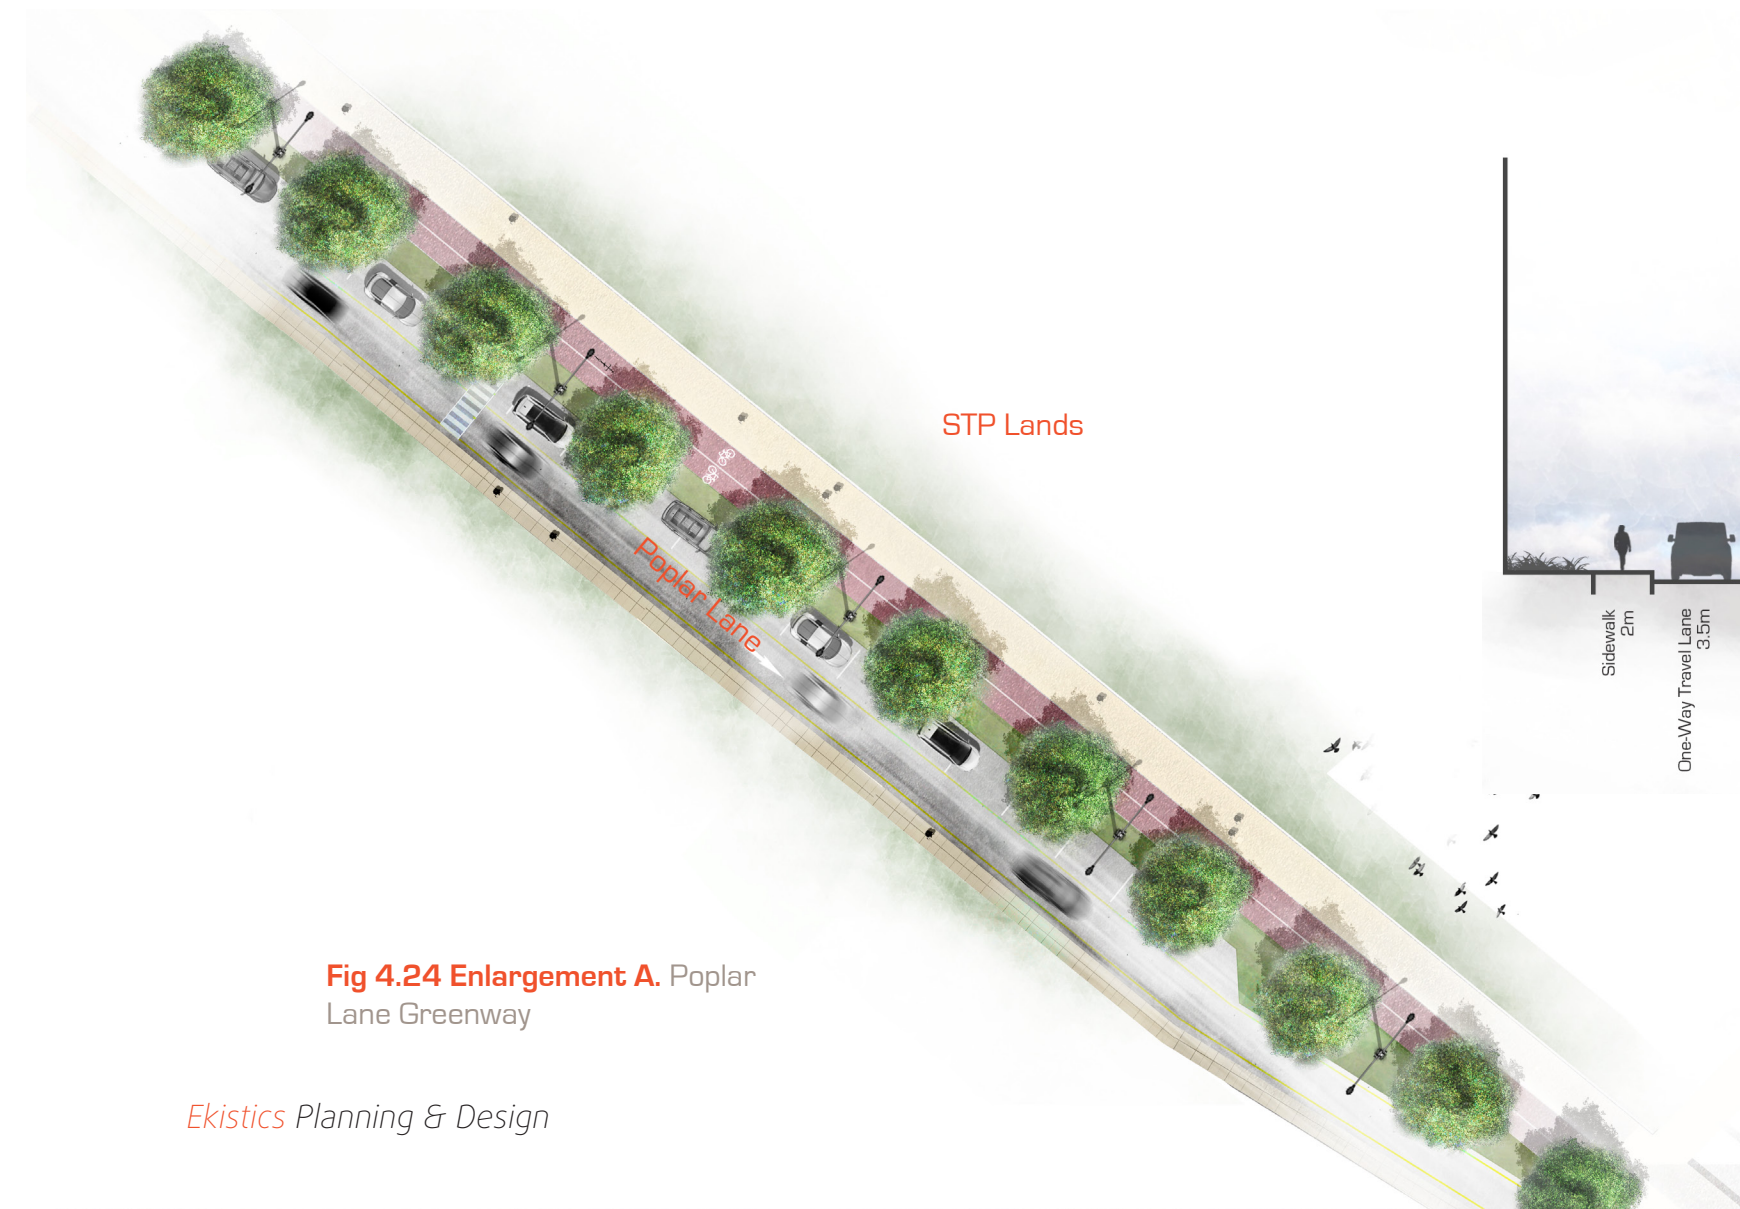 STP Lands
Poplar Lane
Sidewalk
2m
One-Way Travel Lane
3.5m
Fig 4.24 Enlargement A. Poplar
Lane Greenway
Ekistics Planning & Design